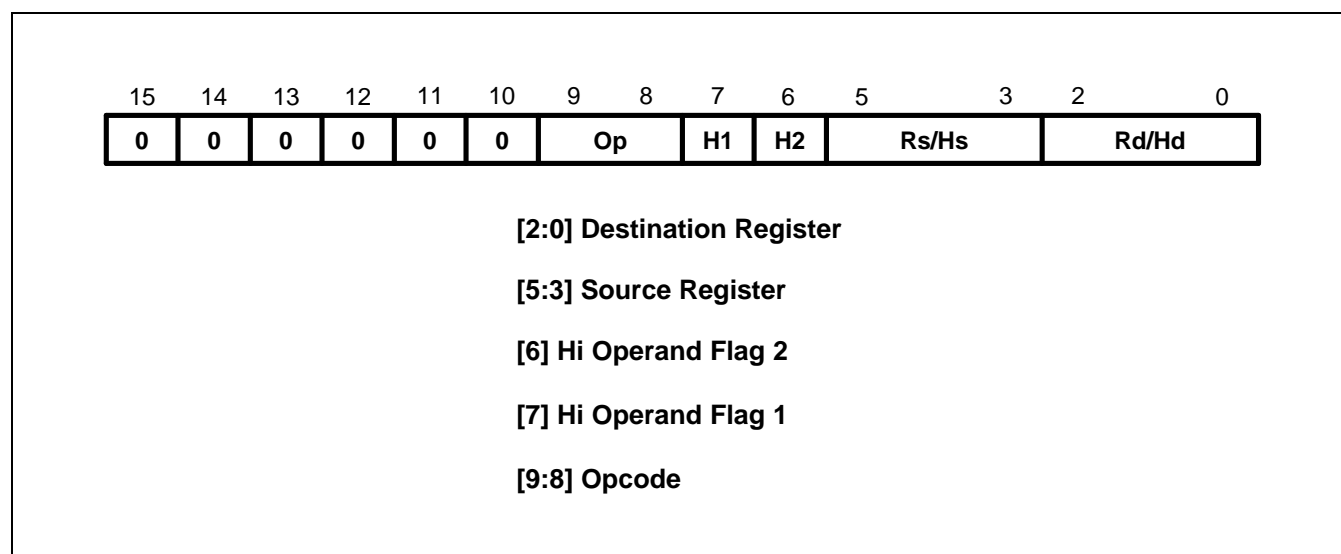 15 14 13 12 11 10 9 8 7 6 5 3 2 0
0 0 0 0 0 0 Op H1 H2 Rs/Hs Rd/Hd
[2:0] Destination Register
[5:3] Source Register
[6] Hi Operand Flag 2
[7] Hi Operand Flag 1
[9:8] Opcode